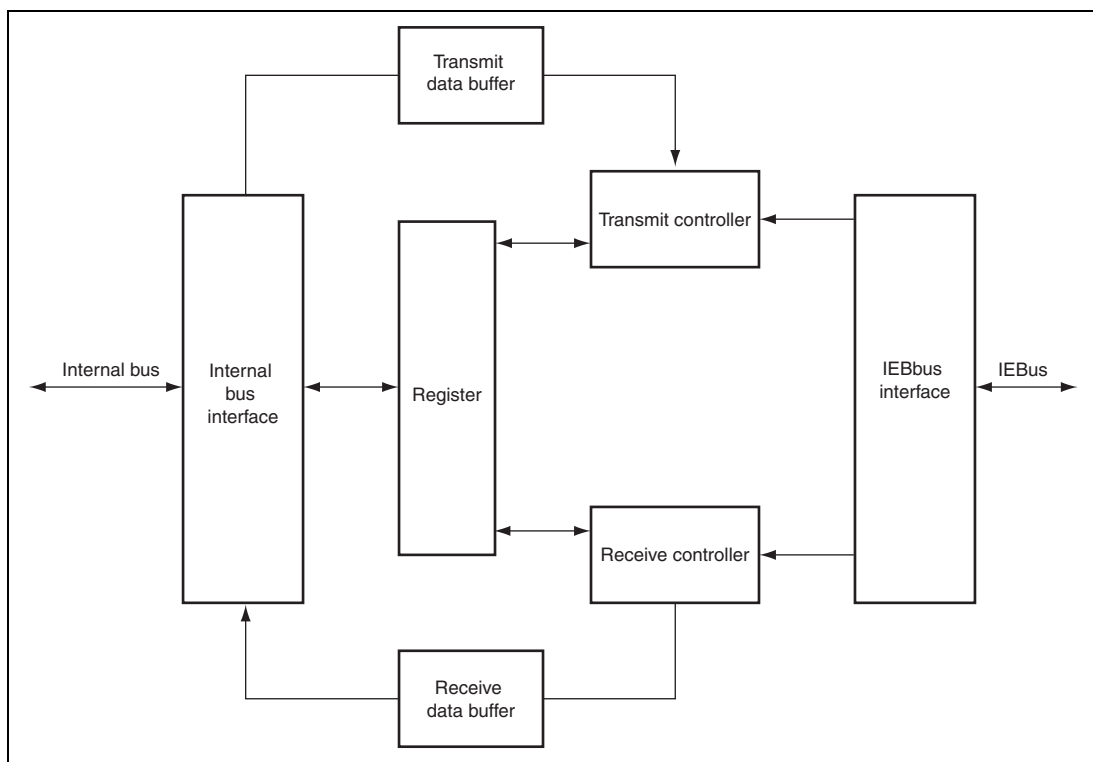 Transmit
data buffer
Transmit controller
Internal bus
Internal
bus
interface
Register
IEBbus
interface
IEBus
Receive controller
Receive
data buffer